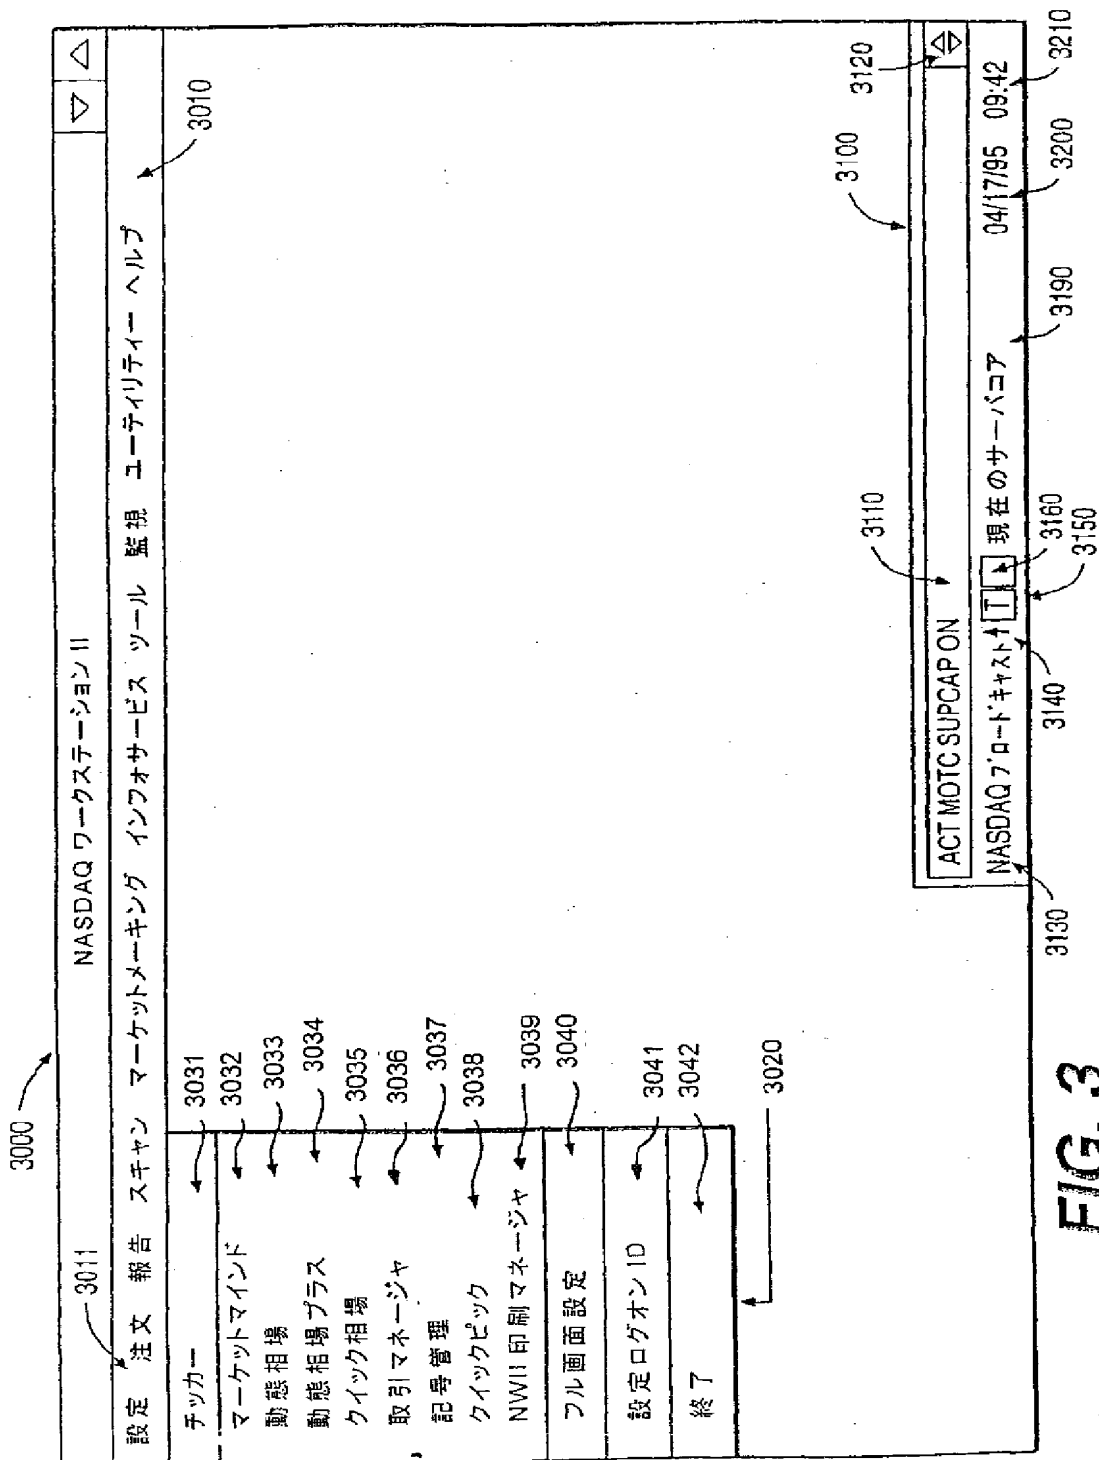 3000
NASDAQ ワークステーション II
3011
設定 注文 報告 スキャン マーケットメーキング インフォサービス ツール 監視 ユーティリティー ヘルプ
3010
チッカー 3031
マーケットマインド 3032
動態相場 3033
動態相場プラス 3034
クイック相場 3035
取引マネージャ 3036
記号管理 3037
クイックピック 3038
NWII 印刷マネージャ 3039
フル画面設定 3040
設定ログオン ID 3041
終了 3042
3020
3100
3110
3120
ACT MOTC SUPCAP ON
NASDAQブロードキャスト T 現在のサーバコア 04/17/95 09:42
3130
3140
3150
3160
3190
3200
3210
FIG. 3